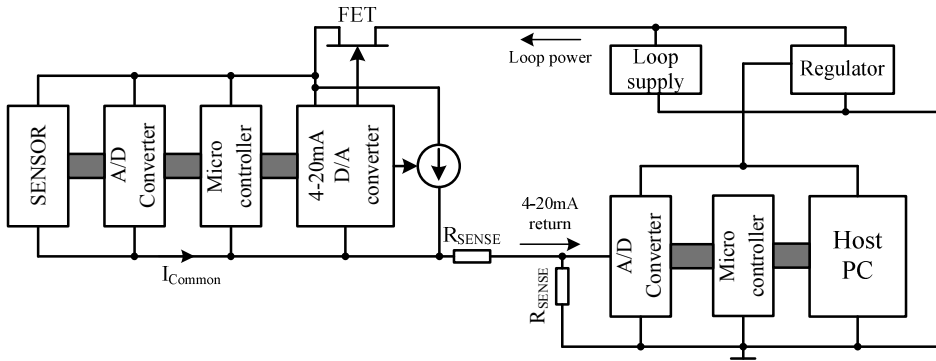 FET
Loop power
Loop
supply
Regulator
SENSOR
A/D
Converter
Micro
controller
4-20mA
D/A
converter
4-20mA
return
RSENSE
ICommon
RSENSE
A/D
Converter
Micro
controller
Host
PC